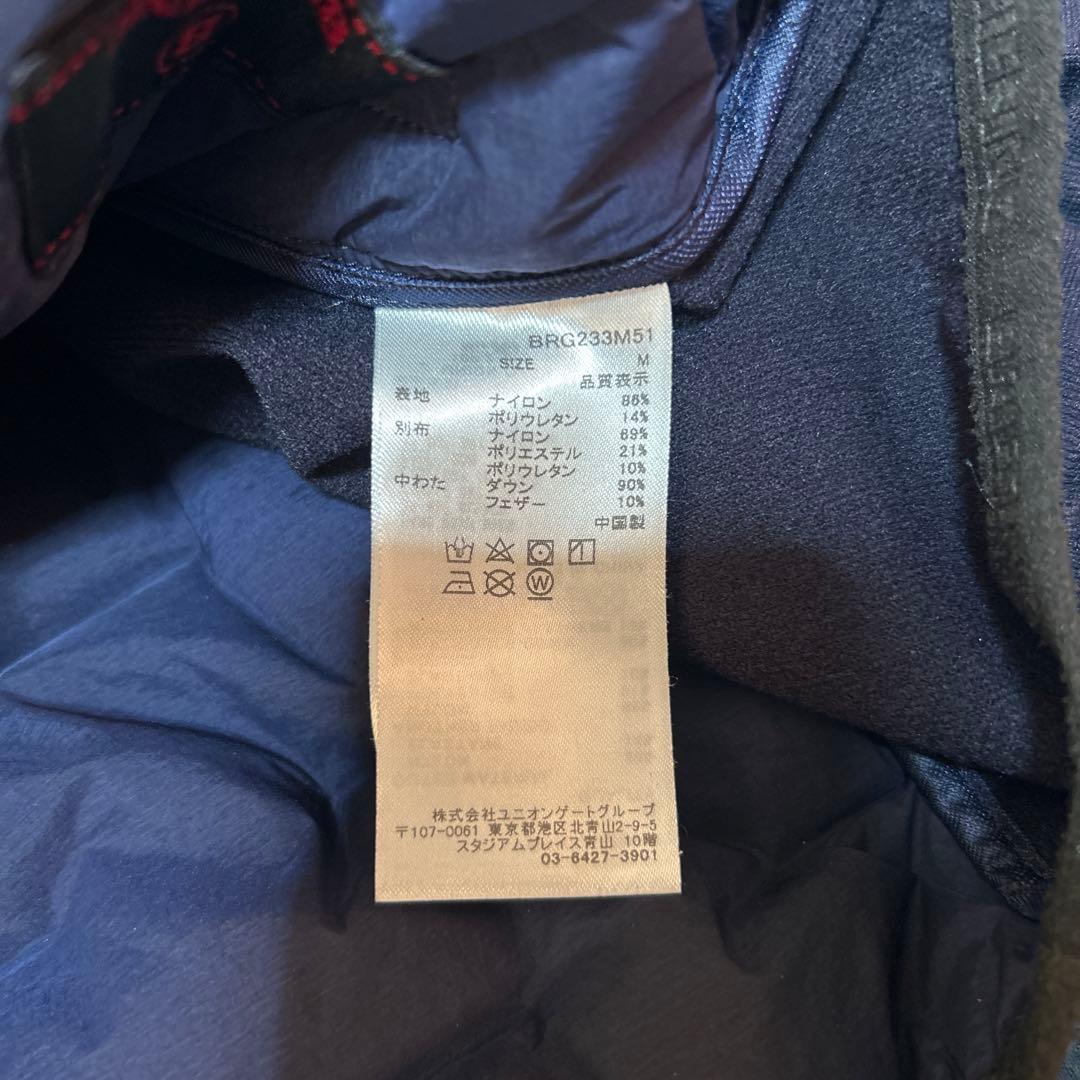 BRG233M51
SIZE M
品質表示
表地 ナイロン 86%
ポリウレタン 14%
別布 ナイロン 69%
ポリエステル 21%
ポリウレタン 10%
中わた ダウン 90%
フェザー 10%
中国製
W
株式会社ユニオンゲートグループ
〒107-0061 東京都港区北青山2-9-5
スタジアムプレイス青山 10階
03-6427-3901